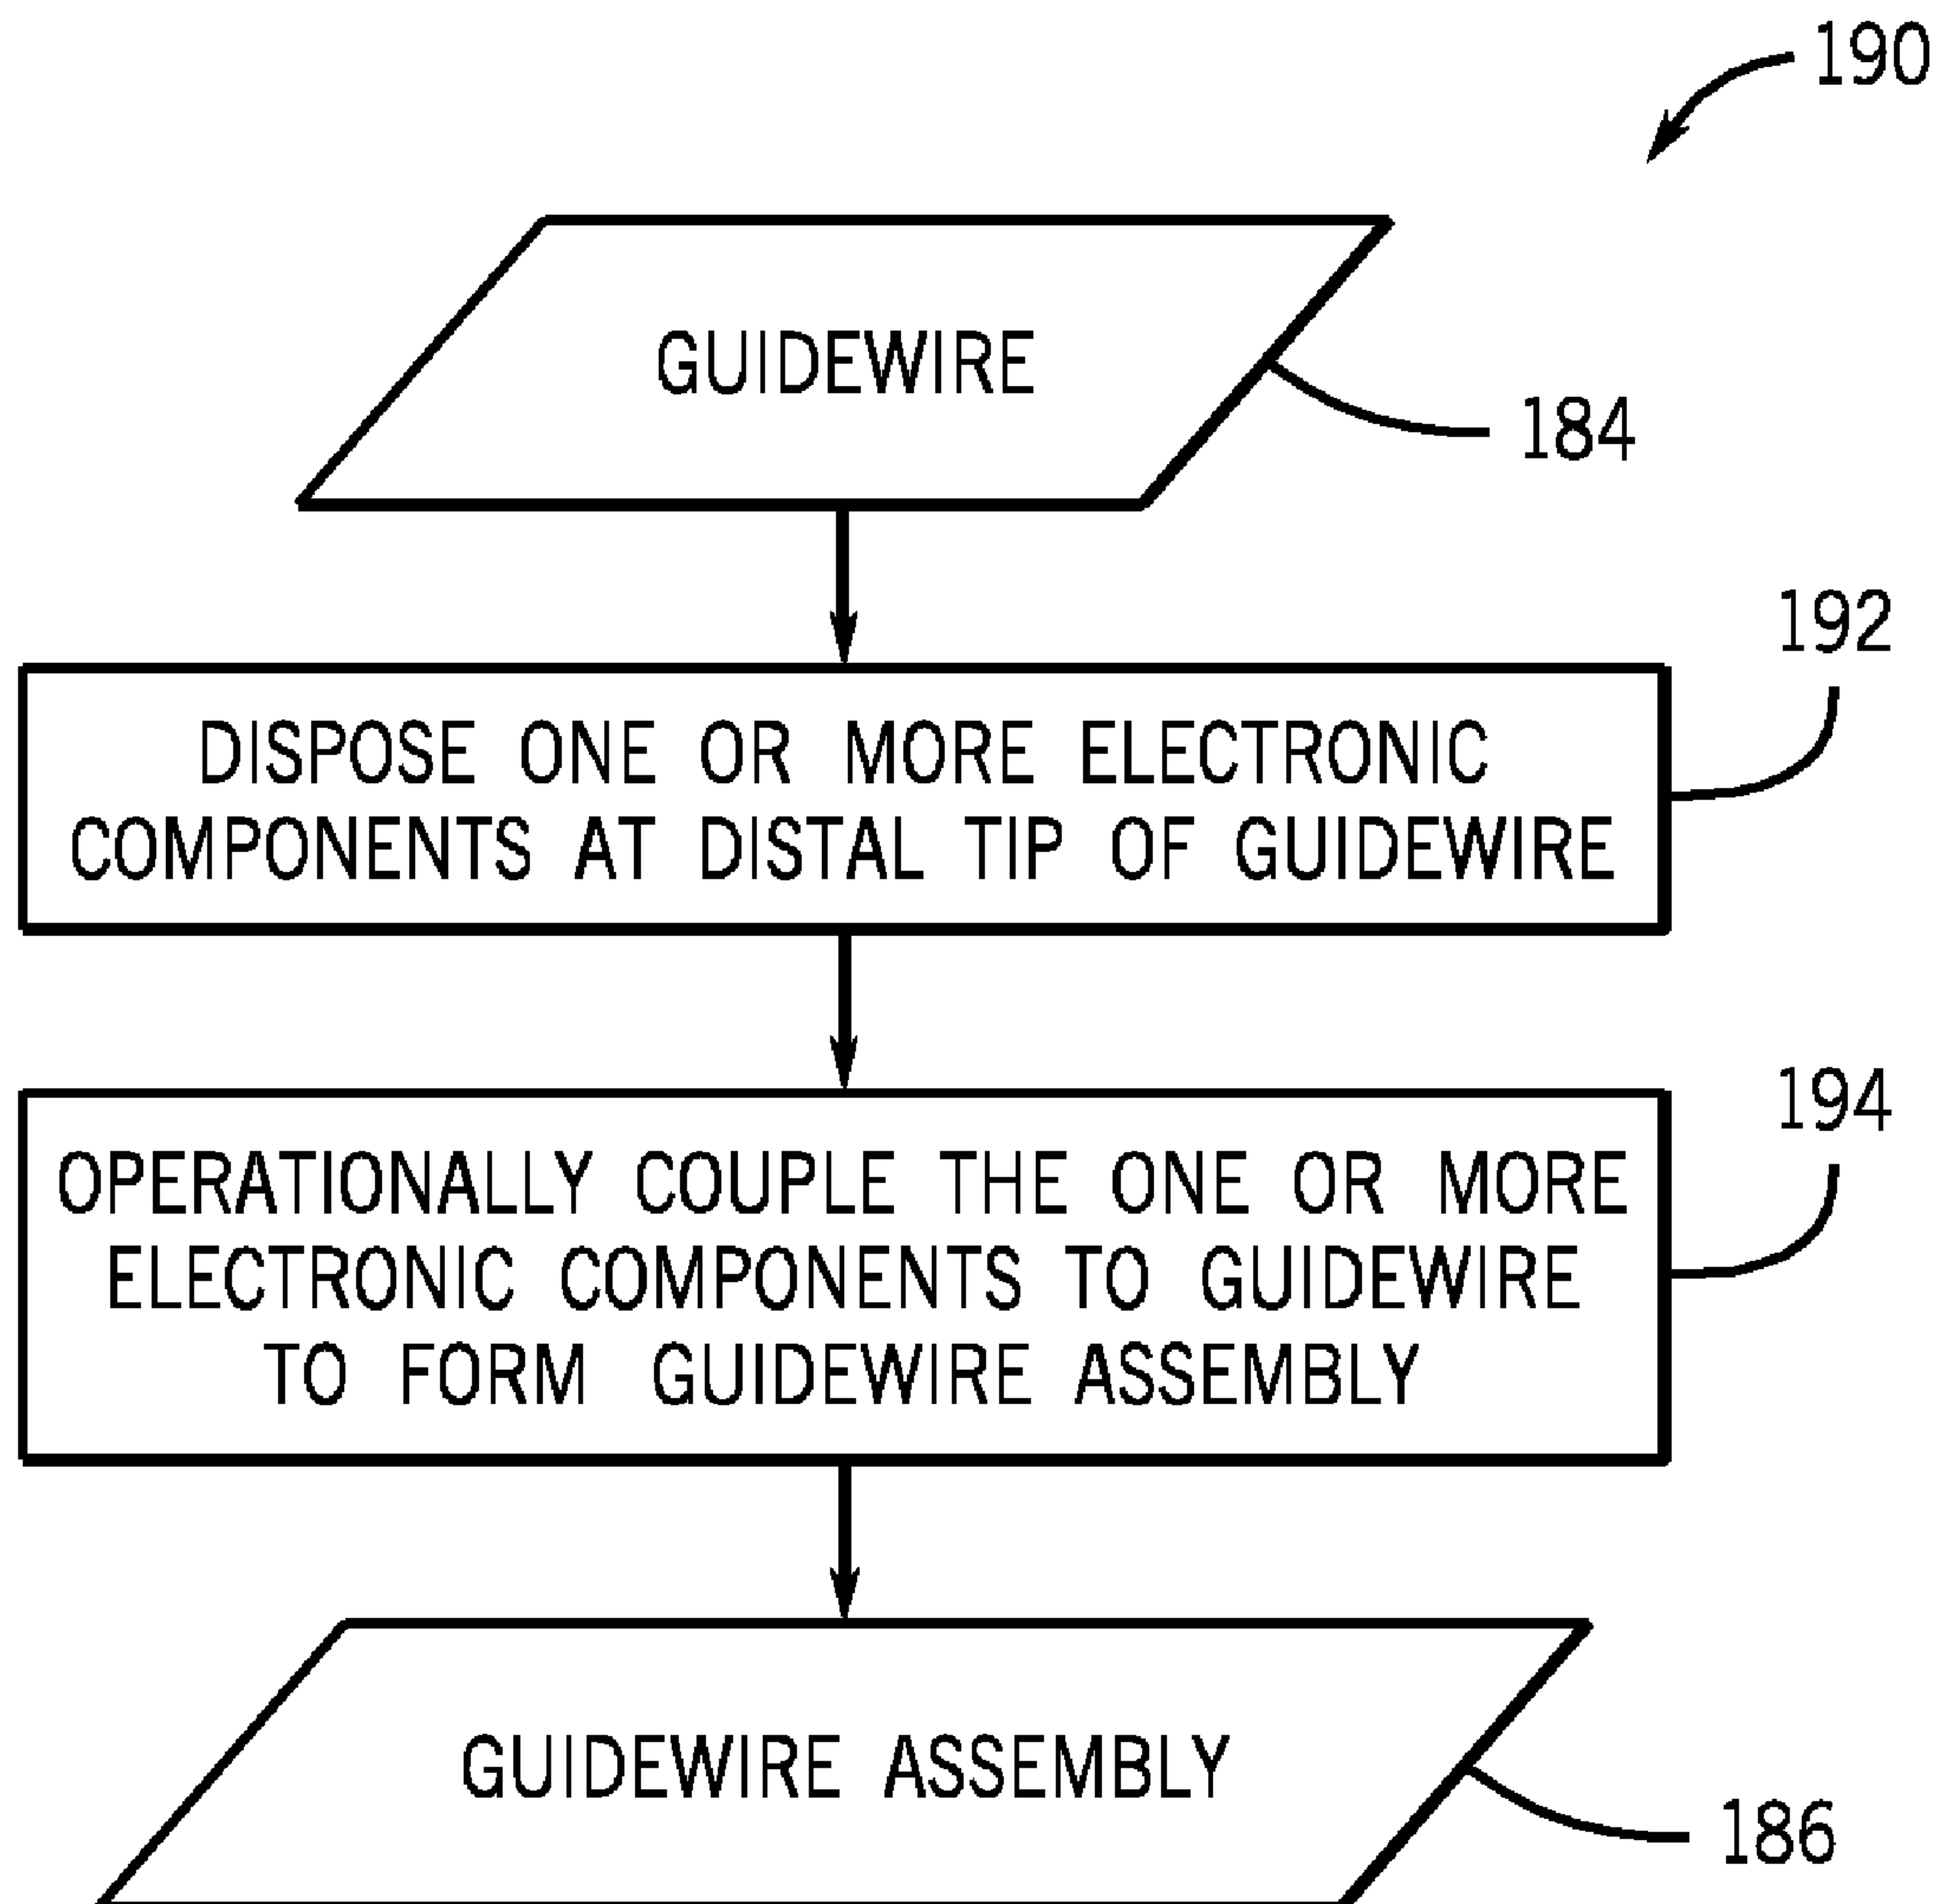 190
GUIDEWIRE
184
192
DISPOSE ONE OR MORE ELECTRONIC
COMPONENTS AT DISTAL TIP OF GUIDEWIRE
194
OPERATIONALLY COUPLE THE ONE OR MORE
ELECTRONIC COMPONENTS TO GUIDEWIRE
TO FORM GUIDEWIRE ASSEMBLY
GUIDEWIRE ASSEMBLY
186